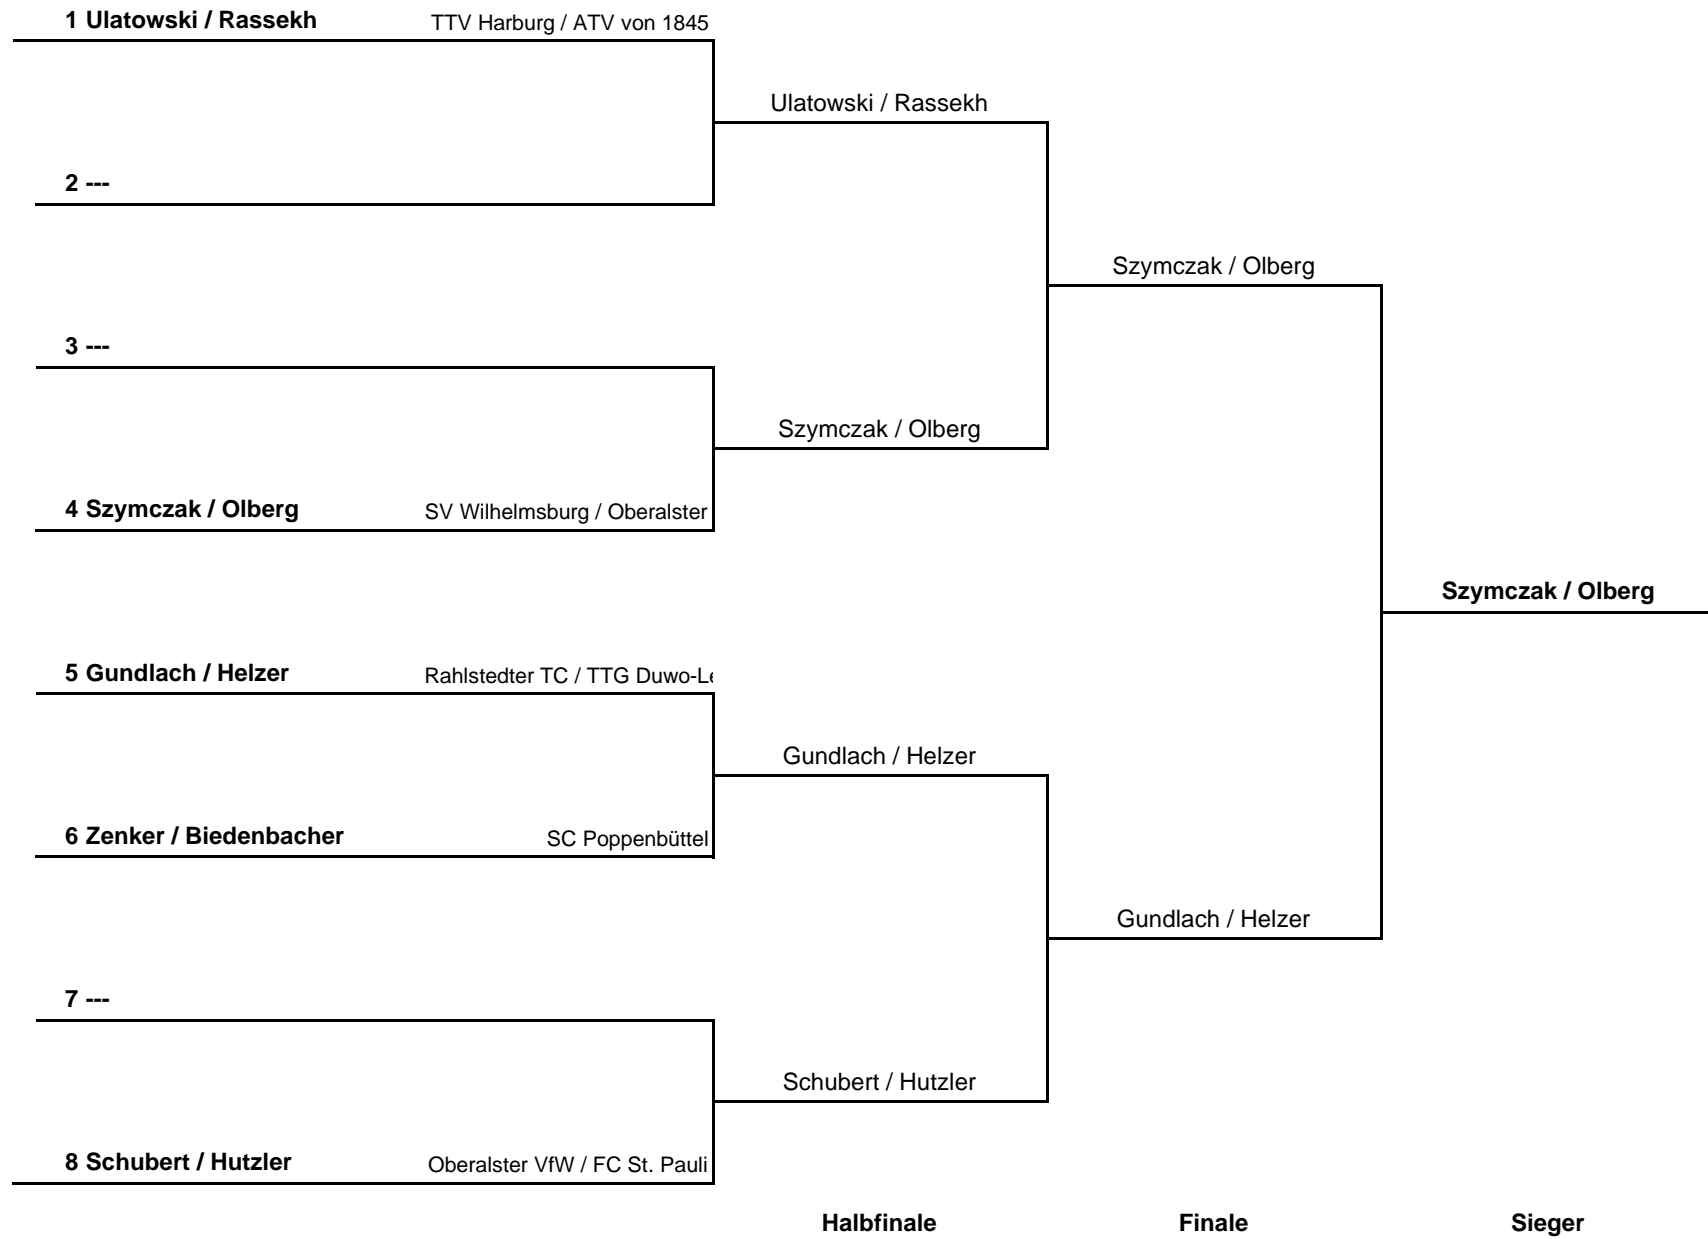 1 Ulatowski / Rassekh TTV Harburg / ATV von 1845
Ulatowski / Rassekh
2 ---
Szymczak / Olberg
3 ---
Szymczak / Olberg
4 Szymczak / Olberg SV Wilhelmsburg / Oberalster
Szymczak / Olberg
5 Gundlach / Helzer Rahlstedter TC / TTG Duwo-Le
Gundlach / Helzer
6 Zenker / Biedenbacher SC Poppenbüttel
Gundlach / Helzer
7 ---
Schubert / Hutzler
8 Schubert / Hutzler Oberalster VfW / FC St. Pauli
Halbfinale Finale Sieger